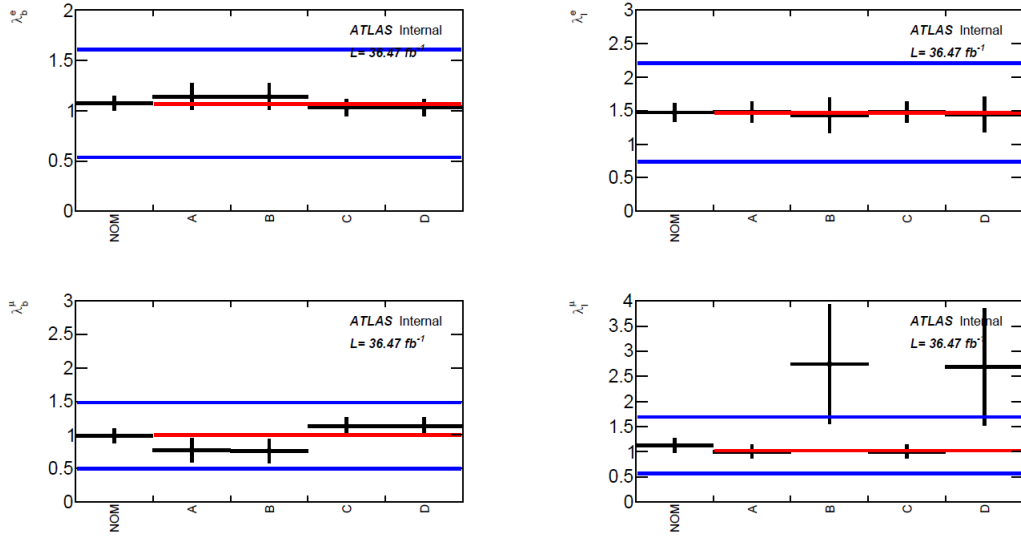 λ_b^e
2
1.5
1
0.5
0
ATLAS Internal
L= 36.47 fb⁻¹
NOM A B C D
λ_l^e
3
2.5
2
1.5
1
0.5
0
ATLAS Internal
L= 36.47 fb⁻¹
NOM A B C D
λ_b^μ
3
2.5
2
1.5
1
0.5
0
ATLAS Internal
L= 36.47 fb⁻¹
NOM A B C D
λ_l^μ
4
3.5
3
2.5
2
1.5
1
0.5
0
ATLAS Internal
L= 36.47 fb⁻¹
NOM A B C D